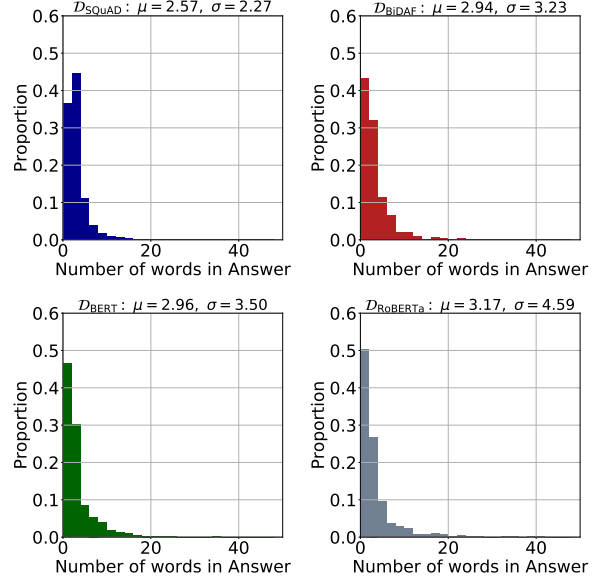 𝒟SQuAD : μ = 2.57, σ = 2.27
0.6
0.5
0.4
0.3
0.2
0.1
0.0
Proportion
0 20 40
Number of words in Answer
𝒟BiDAF : μ = 2.94, σ = 3.23
0.6
0.5
0.4
0.3
0.2
0.1
0.0
Proportion
0 20 40
Number of words in Answer
𝒟BERT : μ = 2.96, σ = 3.50
0.6
0.5
0.4
0.3
0.2
0.1
0.0
Proportion
0 20 40
Number of words in Answer
𝒟RoBERTa : μ = 3.17, σ = 4.59
0.6
0.5
0.4
0.3
0.2
0.1
0.0
Proportion
0 20 40
Number of words in Answer